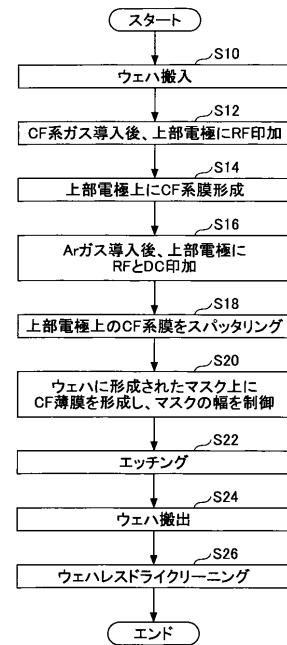 スタート
S10
ウェハ搬入
S12
CF系ガス導入後、上部電極にRF印加
S14
上部電極上にCF系膜形成
S16
Arガス導入後、上部電極に
RFとDC印加
S18
上部電極上のCF系膜をスパッタリング
S20
ウェハに形成されたマスク上に
CF薄膜を形成し、マスクの幅を制御
S22
エッチング
S24
ウェハ搬出
S26
ウェハレスドライクリーニング
エンド